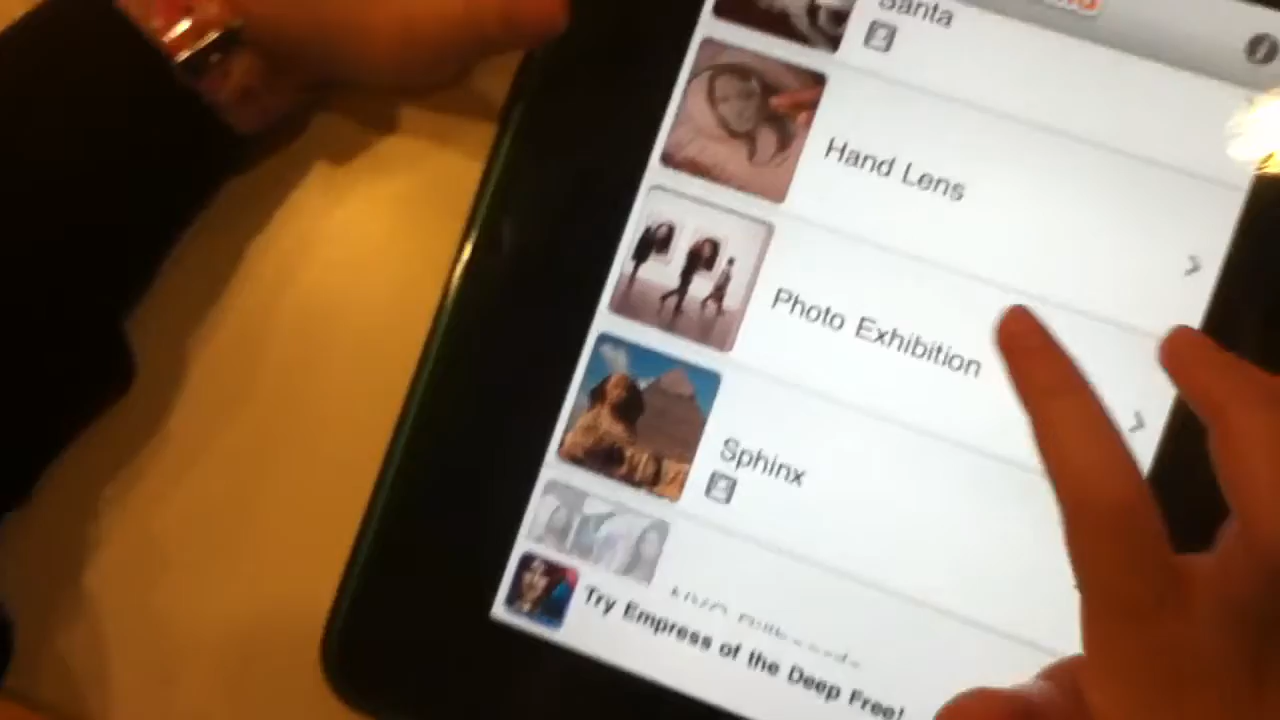 Santa
Hand Lens
Photo Exhibition
Sphinx
Try Empress of the Deep Free!